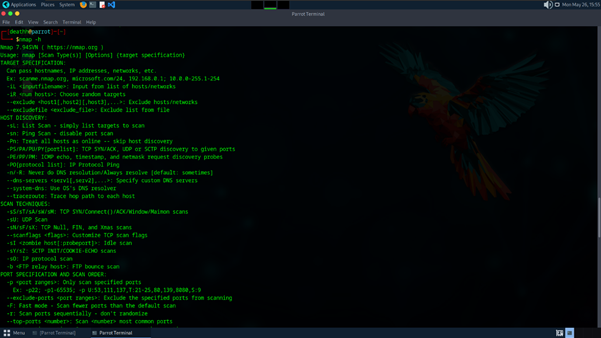 Applications Places System
Mon May 26, 15:55
Parrot Terminal
File Edit View Search Terminal Help
[deathh@parrot]-[~]
$nmap -h
Nmap 7.94SVN ( https://nmap.org )
Usage: nmap [Scan Type(s)] [Options] {target specification}
TARGET SPECIFICATION:
Can pass hostnames, IP addresses, networks, etc.
Ex: scanme.nmap.org, microsoft.com/24, 192.168.0.1; 10.0.0-255.1-254
-iL <inputfilename>: Input from list of hosts/networks
-iR <num hosts>: Choose random targets
--exclude <host1[,host2][,host3],...>: Exclude hosts/networks
--excludefile <exclude_file>: Exclude list from file
HOST DISCOVERY:
-sL: List Scan - simply list targets to scan
-sn: Ping Scan - disable port scan
-Pn: Treat all hosts as online -- skip host discovery
-PS/PA/PU/PY[portlist]: TCP SYN/ACK, UDP or SCTP discovery to given ports
-PE/PP/PM: ICMP echo, timestamp, and netmask request discovery probes
-PO[protocol list]: IP Protocol Ping
-n/-R: Never do DNS resolution/Always resolve [default: sometimes]
--dns-servers <serv1[,serv2],...>: Specify custom DNS servers
--system-dns: Use OS's DNS resolver
--traceroute: Trace hop path to each host
SCAN TECHNIQUES:
-sS/sT/sA/sW/sM: TCP SYN/Connect()/ACK/Window/Maimon scans
-sU: UDP Scan
-sN/sF/sX: TCP Null, FIN, and Xmas scans
--scanflags <flags>: Customize TCP scan flags
-sI <zombie host[:probeport]>: Idle scan
-sY/sZ: SCTP INIT/COOKIE-ECHO scans
-sO: IP protocol scan
-b <FTP relay host>: FTP bounce scan
PORT SPECIFICATION AND SCAN ORDER:
-p <port ranges>: Only scan specified ports
Ex: -p22; -p1-65535; -p U:53,111,137,T:21-25,80,139,8080,S:9
--exclude-ports <port ranges>: Exclude the specified ports from scanning
-F: Fast mode - Scan fewer ports than the default scan
-r: Scan ports sequentially - don't randomize
--top-ports <number>: Scan <number> most common ports
Menu [Parrot Terminal] Parrot Terminal